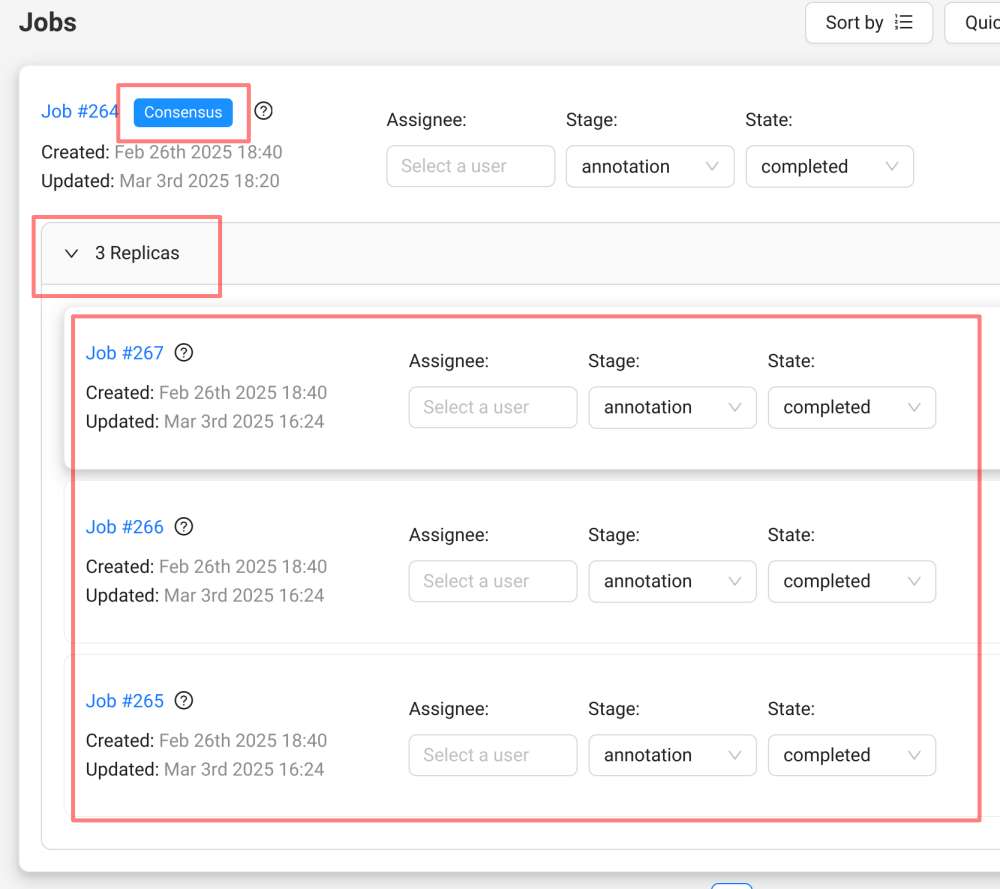 Jobs
Sort by
Quic
Job #264 Consensus
Created: Feb 26th 2025 18:40
Updated: Mar 3rd 2025 18:20
Assignee: Stage: State:
Select a user annotation completed
3 Replicas
Job #267
Created: Feb 26th 2025 18:40
Updated: Mar 3rd 2025 16:24
Assignee: Stage: State:
Select a user annotation completed
Job #266
Created: Feb 26th 2025 18:40
Updated: Mar 3rd 2025 16:24
Assignee: Stage: State:
Select a user annotation completed
Job #265
Created: Feb 26th 2025 18:40
Updated: Mar 3rd 2025 16:24
Assignee: Stage: State:
Select a user annotation completed